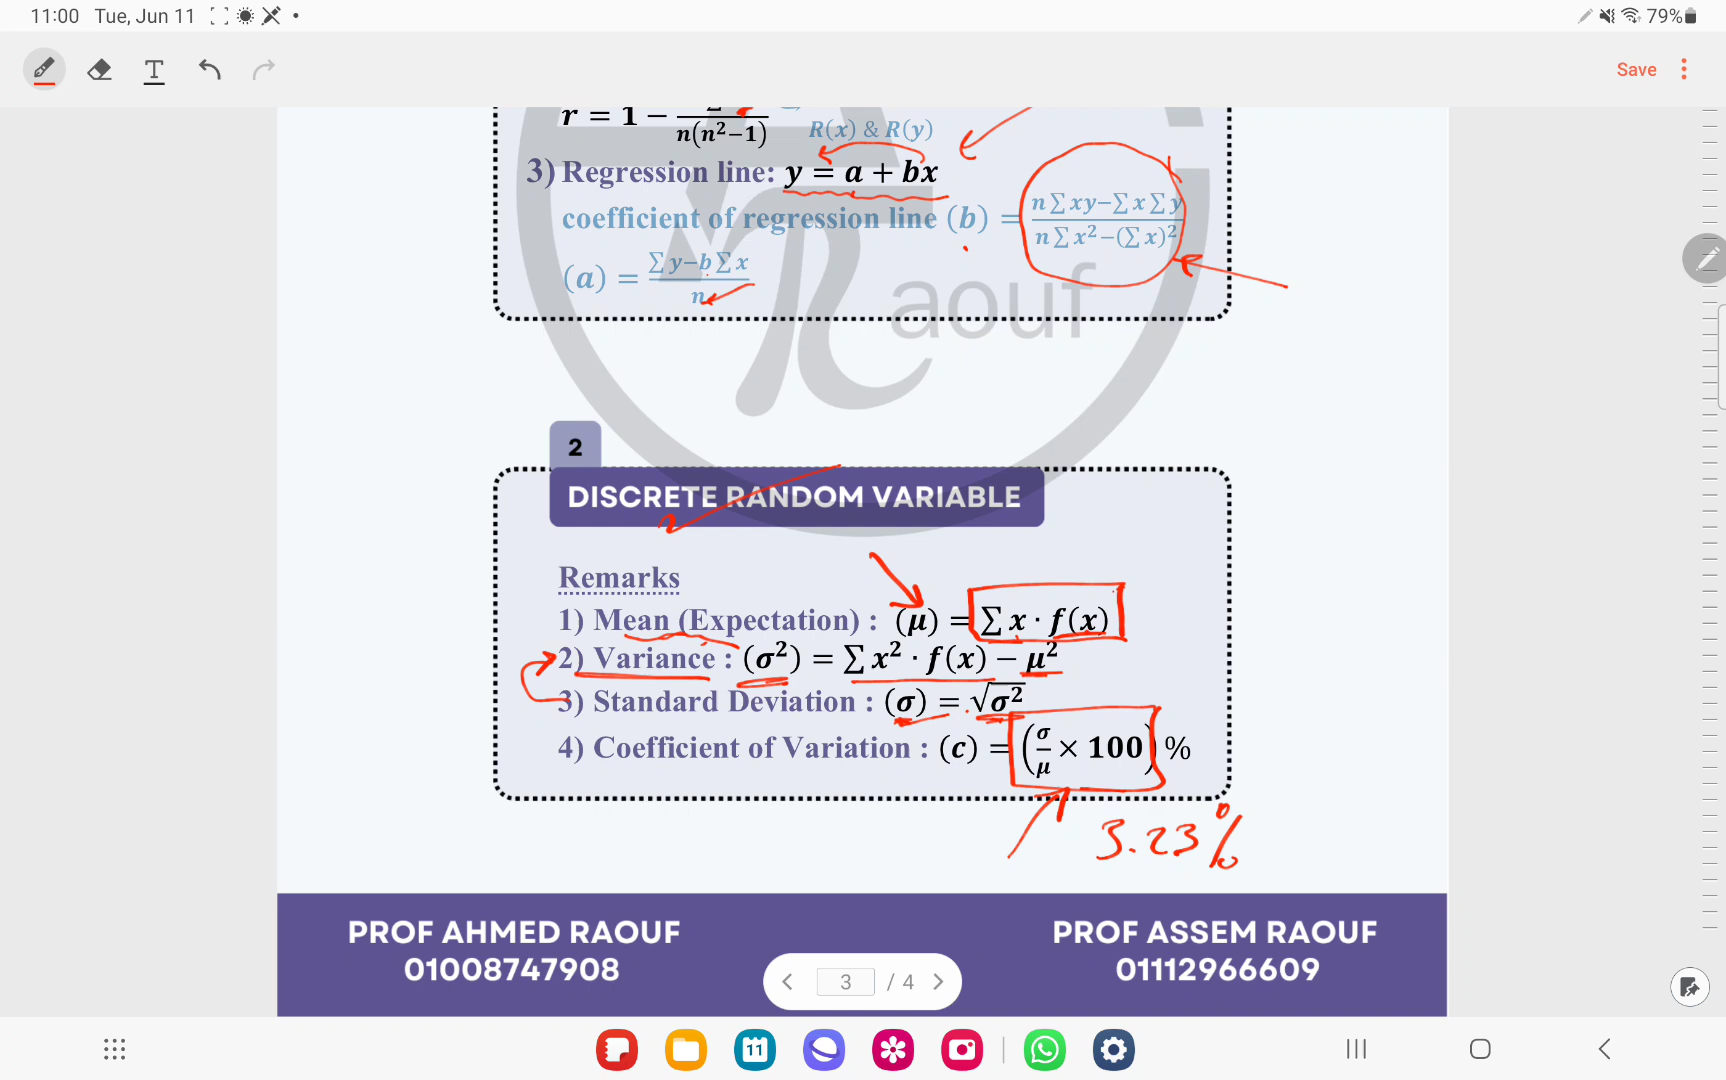 11:00 Tue, Jun 11
79%
Save
r = 1 − ─── n(n²−1)
R(x) & R(y)
3) Regression line: y = a + bx
coefficient of regression line (b) = (n∑xy−∑x∑y)/(n∑x²−(∑x)²)
(a) = (∑y−b∑x)/n
Raouf
2
DISCRETE RANDOM VARIABLE
Remarks
1) Mean (Expectation) : (μ) = ∑ x · f(x)
2) Variance : (σ²) = ∑ x² · f(x) − μ²
3) Standard Deviation : (σ) = √σ²
4) Coefficient of Variation : (c) = (σ/μ × 100)%
3.23%
PROF AHMED RAOUF
01008747908
PROF ASSEM RAOUF
01112966609
3 / 4
11